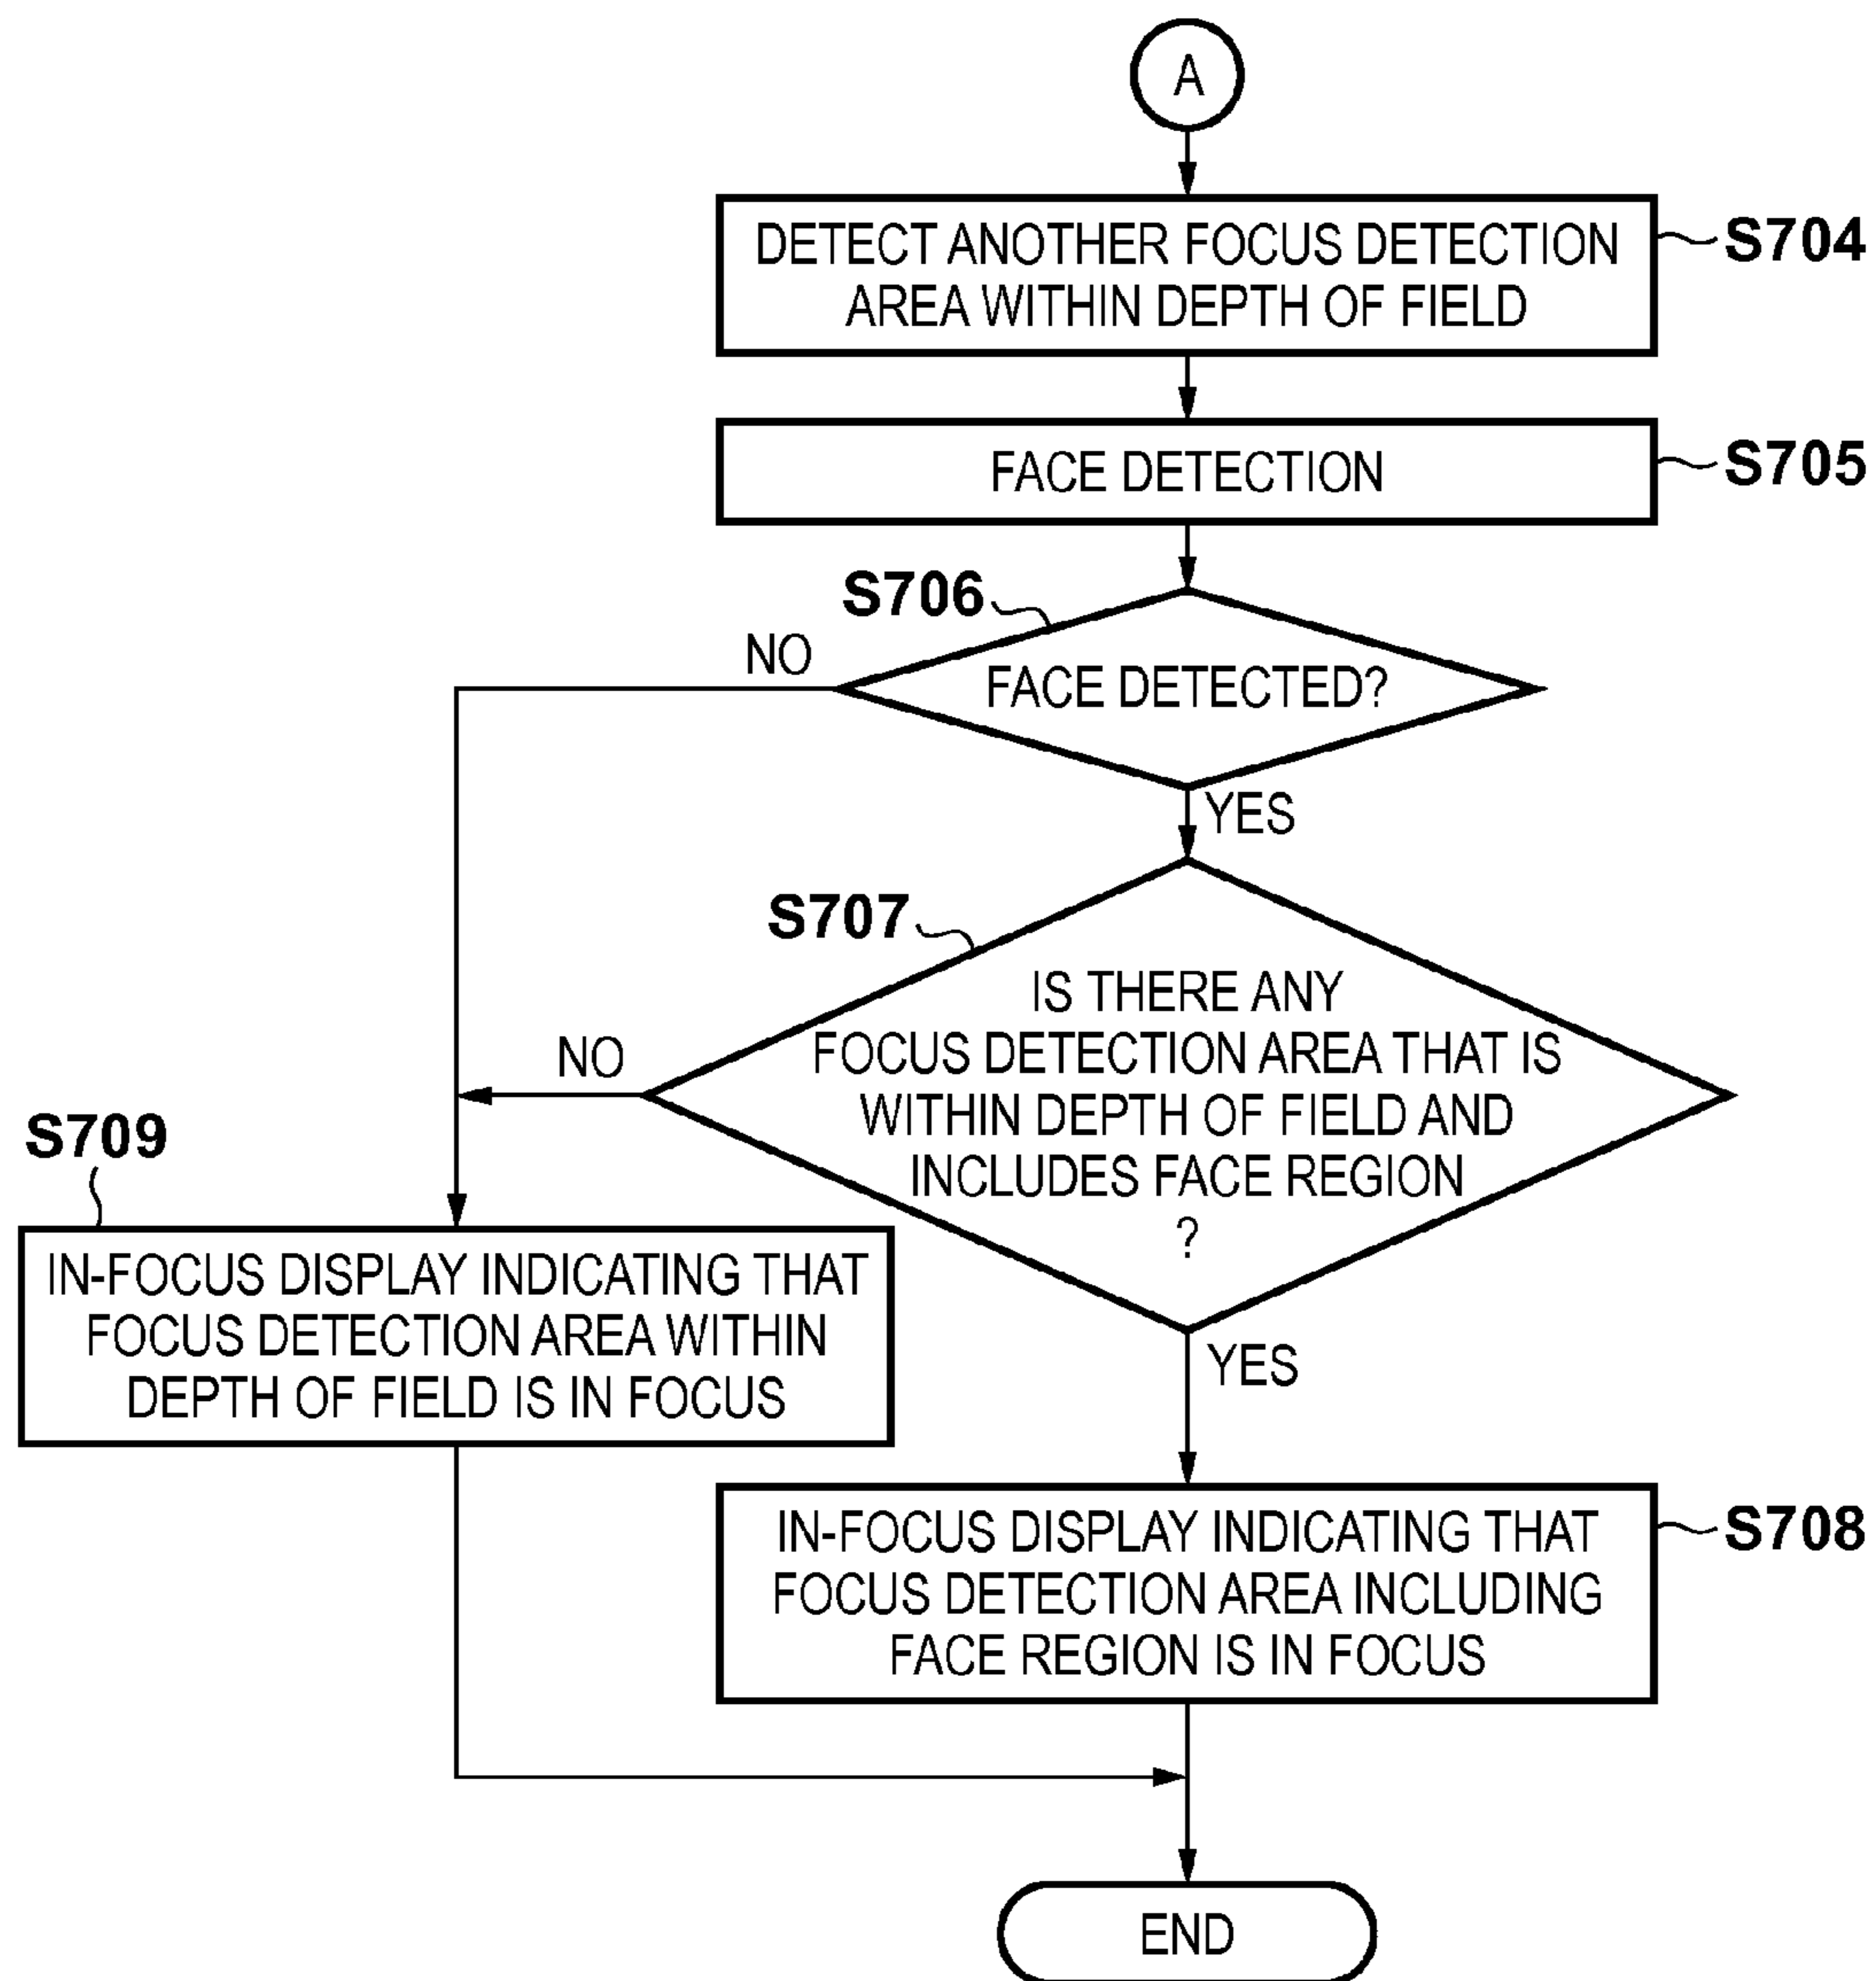 A
DETECT ANOTHER FOCUS DETECTION
AREA WITHIN DEPTH OF FIELD
S704
FACE DETECTION
S705
S706
NO
FACE DETECTED?
YES
S707
IS THERE ANY
FOCUS DETECTION AREA THAT IS
WITHIN DEPTH OF FIELD AND
INCLUDES FACE REGION
?
NO
YES
S709
IN-FOCUS DISPLAY INDICATING THAT
FOCUS DETECTION AREA WITHIN
DEPTH OF FIELD IS IN FOCUS
IN-FOCUS DISPLAY INDICATING THAT
FOCUS DETECTION AREA INCLUDING
FACE REGION IS IN FOCUS
S708
END